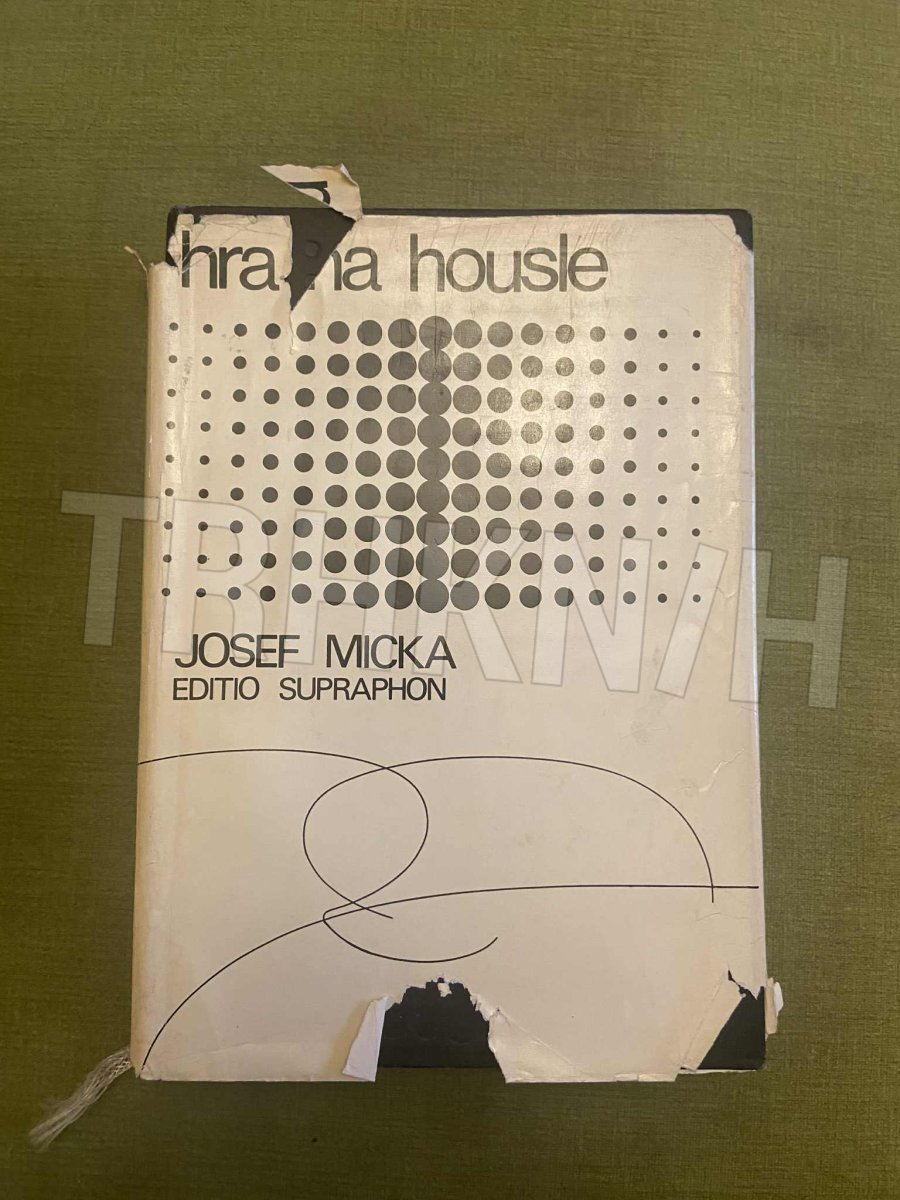 hra na housle
TRHKNIH
JOSEF MICKA
EDITIO SUPRAPHON